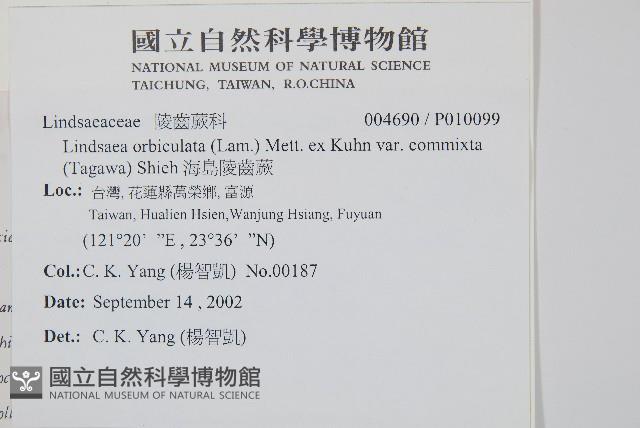 國立自然科學博物館
NATIONAL MUSEUM OF NATURAL SCIENCE
TAICHUNG, TAIWAN, R.O.CHINA
Lindsaeaceae 陵齒蕨科 004690 / P010099
Lindsaea orbiculata (Lam.) Mett. ex Kuhn var. commixta
(Tagawa) Shieh 海島陵齒蕨
Loc.: 台灣, 花蓮縣萬榮鄉, 富源
Taiwan, Hualien Hsien,Wanjung Hsiang, Fuyuan
(121°20' ”E , 23°36' ”N)
Col.:C. K. Yang (楊智凱) No.00187
Date: September 14 , 2002
Det.: C. K. Yang (楊智凱)
國立自然科學博物館
NATIONAL MUSEUM OF NATURAL SCIENCE